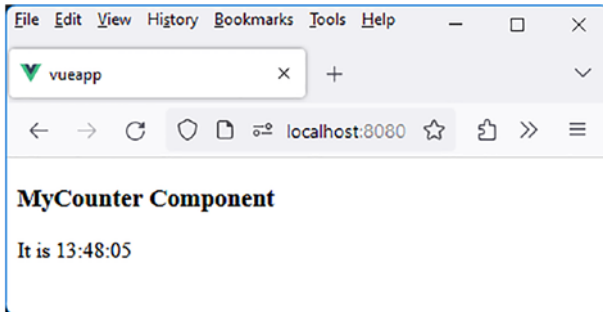 File Edit View History Bookmarks Tools Help
vueapp
localhost:8080
MyCounter Component
It is 13:48:05